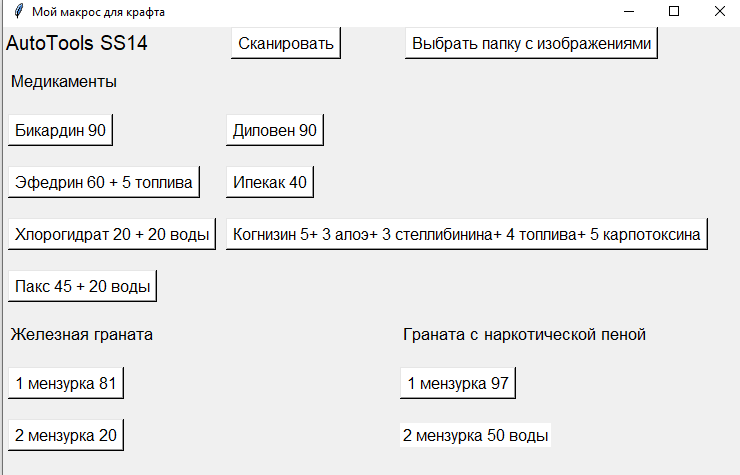 Мой макрос для крафта
AutoTools SS14 Сканировать Выбрать папку с изображениями
Медикаменты
Бикардин 90 Диловен 90
Эфедрин 60 + 5 топлива Ипекак 40
Хлорогидрат 20 + 20 воды Когнизин 5+ 3 алоэ+ 3 стеллибинина+ 4 топлива+ 5 карпотоксина
Пакс 45 + 20 воды
Железная граната Граната с наркотической пеной
1 мензурка 81 1 мензурка 97
2 мензурка 20 2 мензурка 50 воды